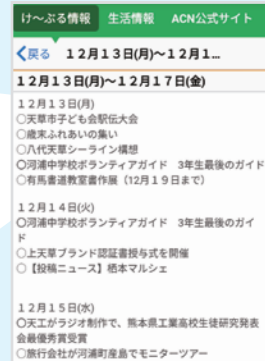 け〜ぶる情報 生活情報 ACN公式サイト
戻る 12月13日(月)〜12月1...
12月13日(月)〜12月17日(金)
12月13日(月)
〇天草市子ども会駅伝大会
〇歳末ふれあいの集い
〇八代天草シーライン構想
〇河浦中学校ボランティアガイド 3年生最後のガイド
〇有馬書道教室書作展（12月19日まで）
12月14日(火)
〇河浦中学校ボランティアガイド 3年生最後のガイ
ド
〇上天草ブランド認証書授与式を開催
〇【投稿ニュース】栖本マルシェ
12月15日(水)
〇天工がラジオ制作で、熊本県工業高校生徒研究発表
会最優秀賞受賞
〇旅行会社が河浦町産島でモニターツアー